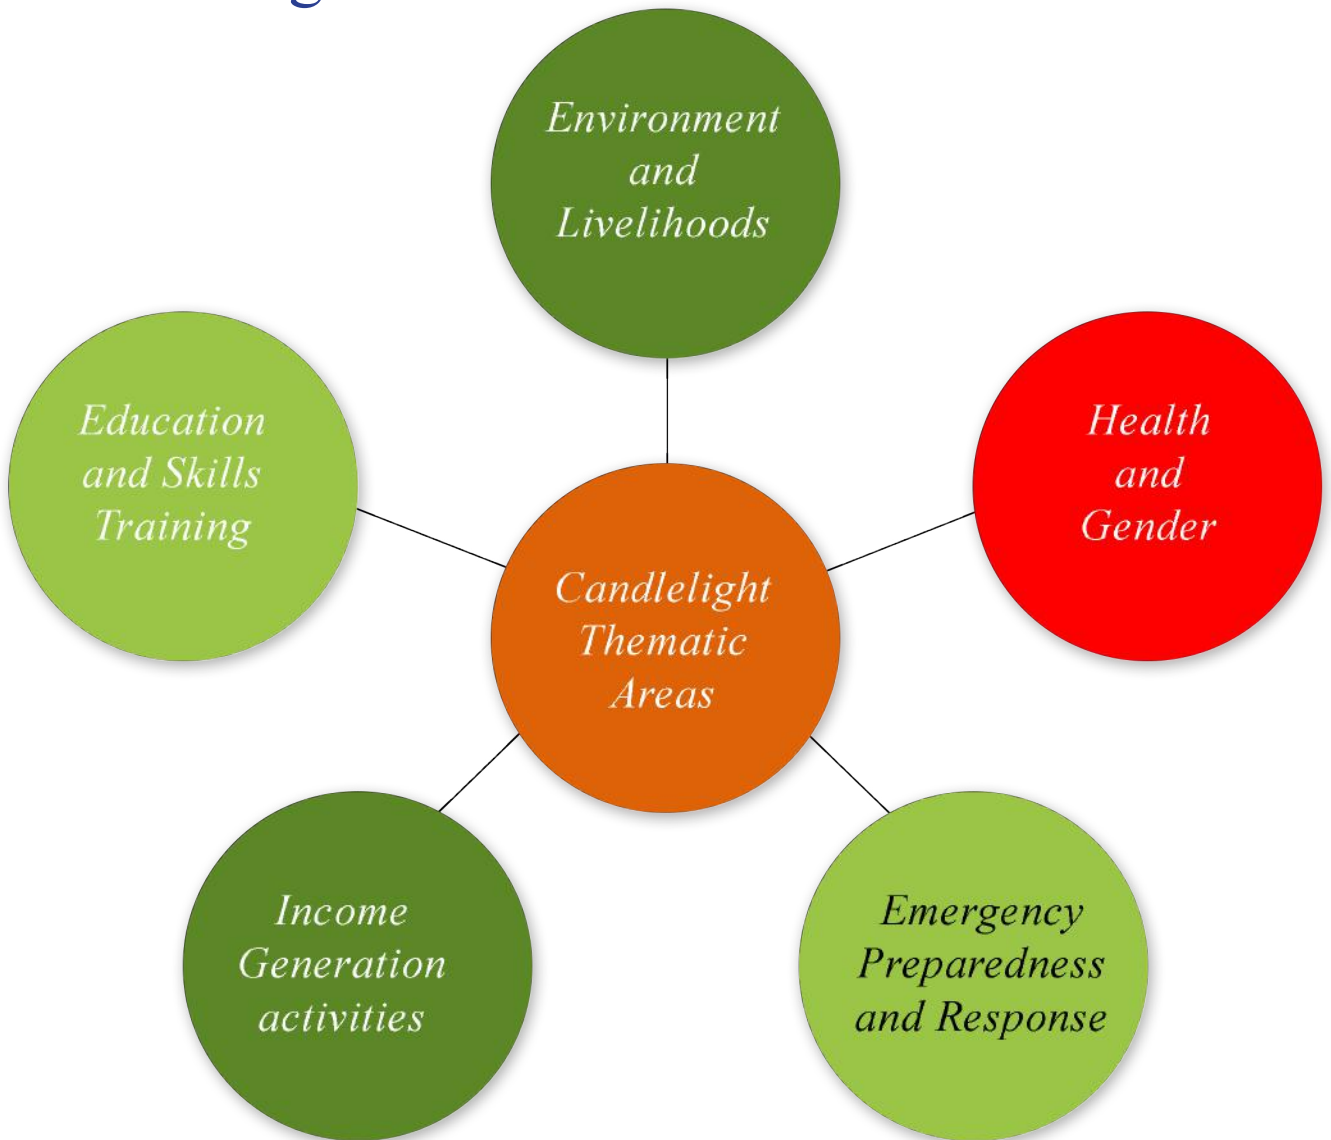 Environment
and
Livelihoods
Health
and
Gender
Emergency
Preparedness
and Response
Income
Generation
activities
Education
and Skills
Training
Candlelight
Thematic
Areas